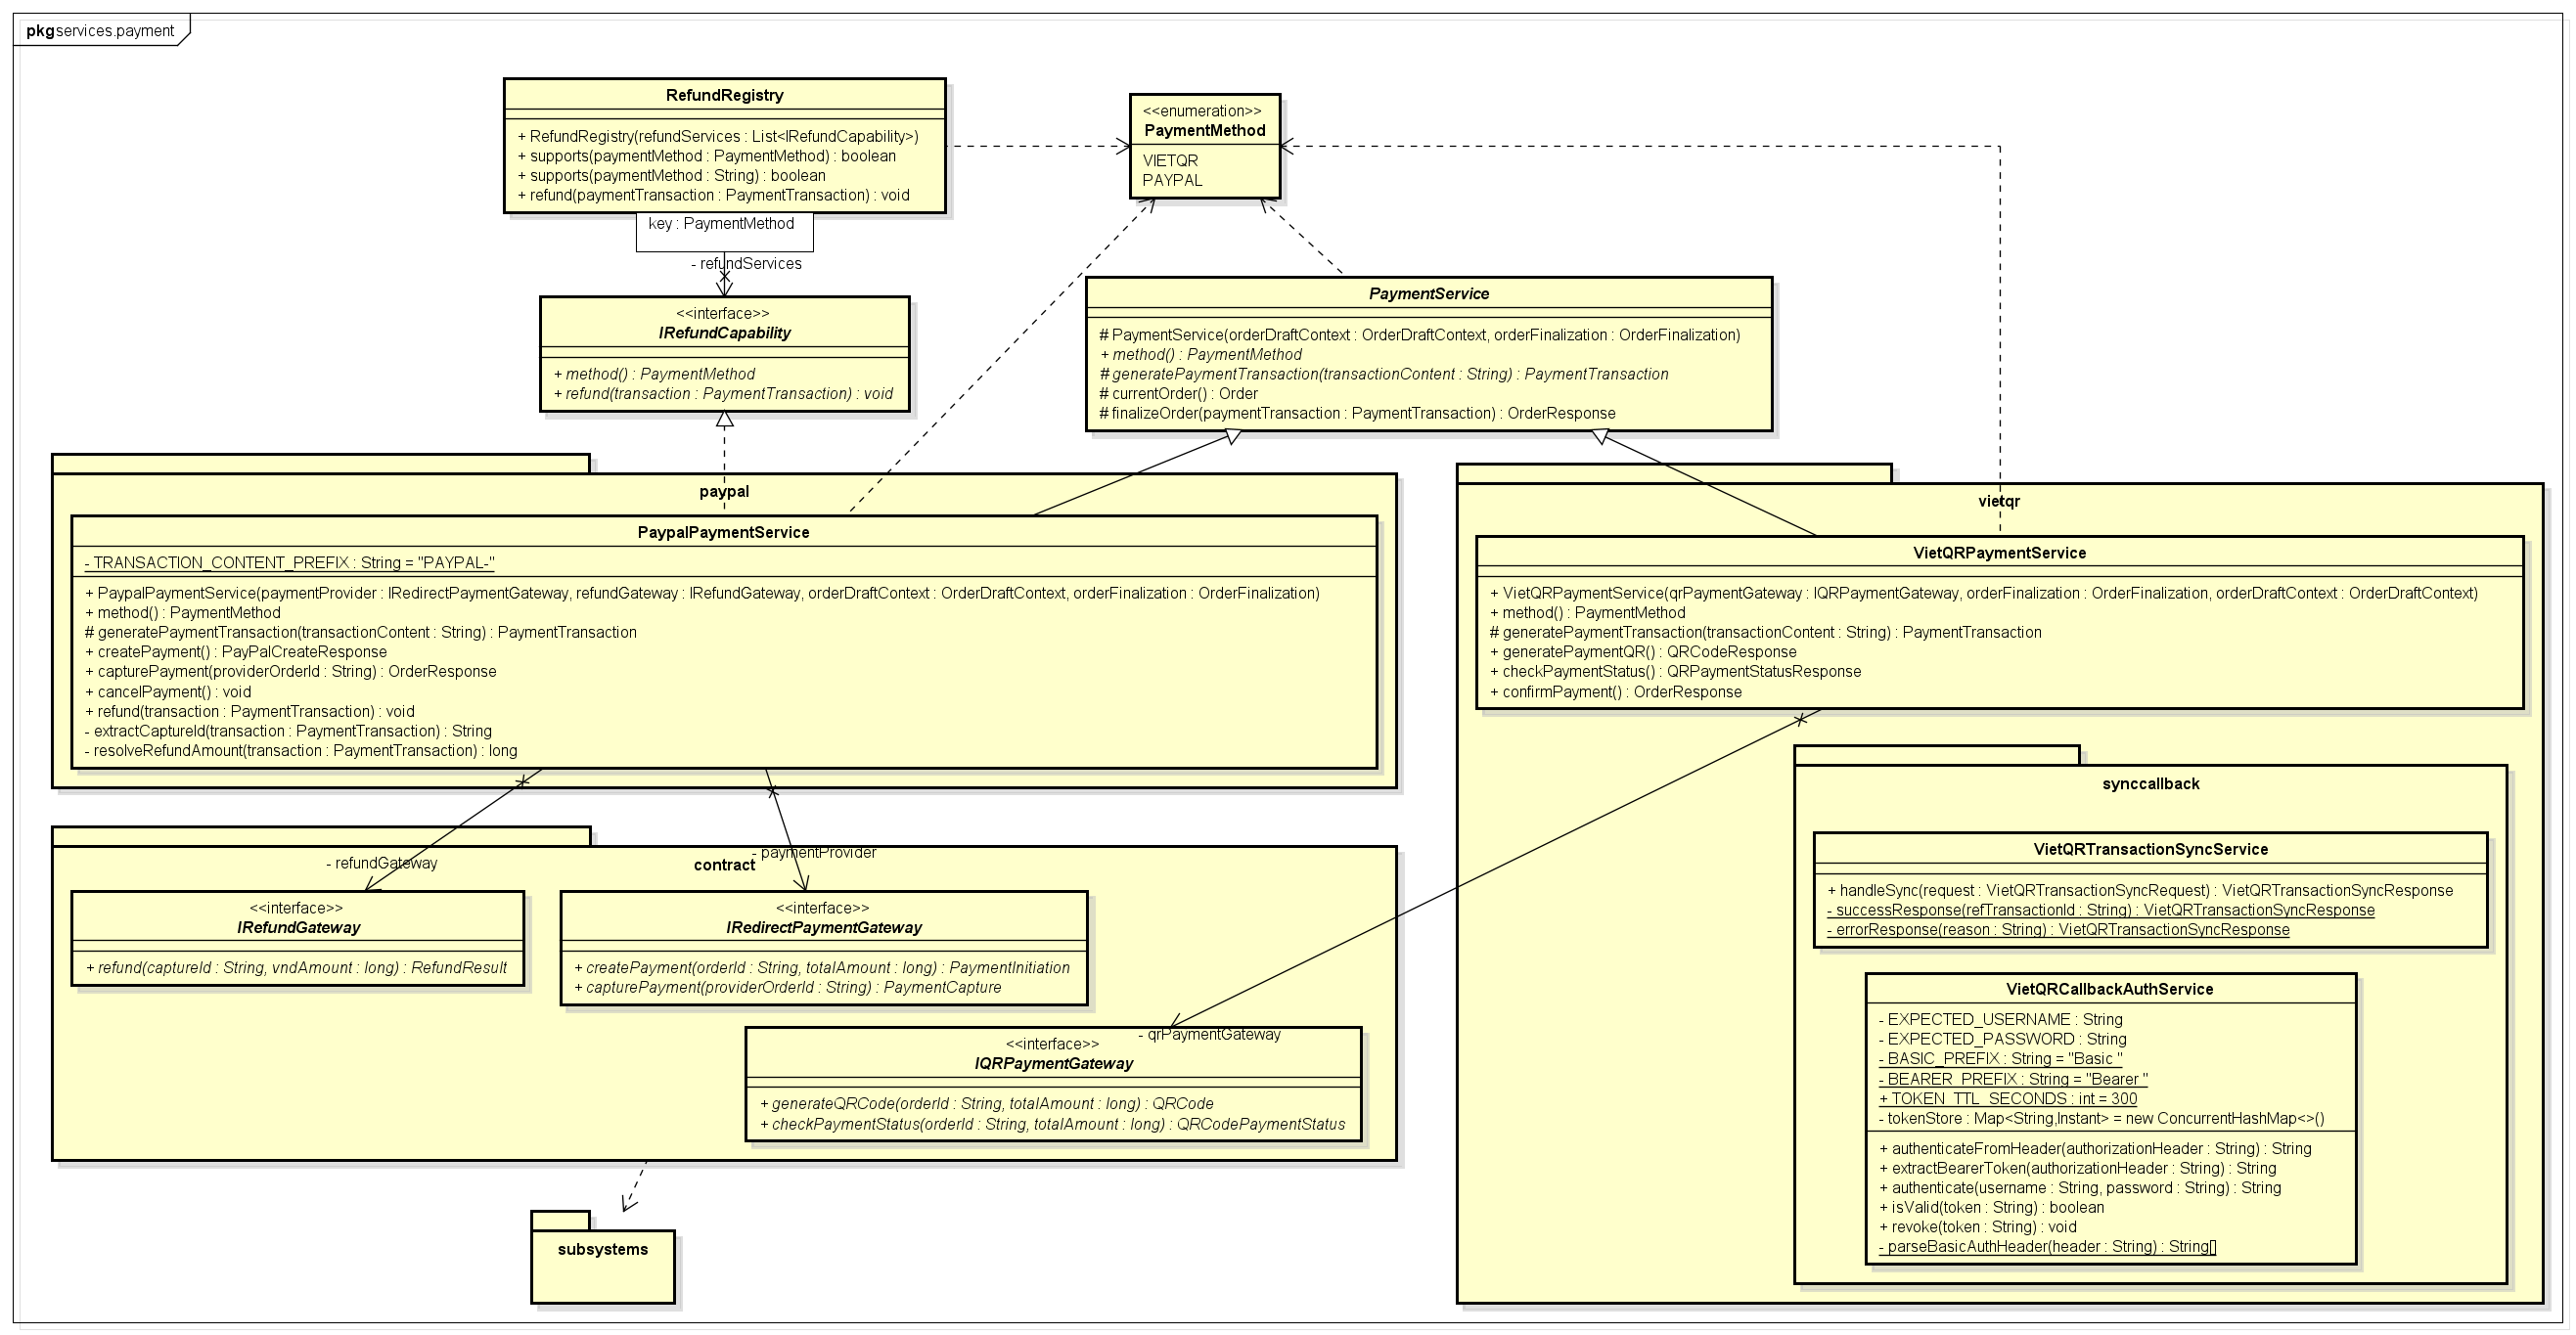 pkg services.payment
RefundRegistry
+ RefundRegistry(refundServices : List<IRefundCapability>)
+ supports(paymentMethod : PaymentMethod) : boolean
+ supports(paymentMethod : String) : boolean
+ refund(paymentTransaction : PaymentTransaction) : void
key : PaymentMethod
- refundServices
<<enumeration>>
PaymentMethod
VIETQR
PAYPAL
<<interface>>
IRefundCapability
+ method() : PaymentMethod
+ refund(transaction : PaymentTransaction) : void
PaymentService
# PaymentService(orderDraftContext : OrderDraftContext, orderFinalization : OrderFinalization)
+ method() : PaymentMethod
# generatePaymentTransaction(transactionContent : String) : PaymentTransaction
# currentOrder() : Order
# finalizeOrder(paymentTransaction : PaymentTransaction) : OrderResponse
paypal
PaypalPaymentService
- TRANSACTION_CONTENT_PREFIX : String = "PAYPAL-"
+ PaypalPaymentService(paymentProvider : IRedirectPaymentGateway, refundGateway : IRefundGateway, orderDraftContext : OrderDraftContext, orderFinalization : OrderFinalization)
+ method() : PaymentMethod
# generatePaymentTransaction(transactionContent : String) : PaymentTransaction
+ createPayment() : PayPalCreateResponse
+ capturePayment(providerOrderId : String) : OrderResponse
+ cancelPayment() : void
+ refund(transaction : PaymentTransaction) : void
- extractCaptureId(transaction : PaymentTransaction) : String
- resolveRefundAmount(transaction : PaymentTransaction) : long
vietqr
VietQRPaymentService
+ VietQRPaymentService(qrPaymentGateway : IQRPaymentGateway, orderFinalization : OrderFinalization, orderDraftContext : OrderDraftContext)
+ method() : PaymentMethod
# generatePaymentTransaction(transactionContent : String) : PaymentTransaction
+ generatePaymentQR() : QRCodeResponse
+ checkPaymentStatus() : QRPaymentStatusResponse
+ confirmPayment() : OrderResponse
synccallback
VietQRTransactionSyncService
+ handleSync(request : VietQRTransactionSyncRequest) : VietQRTransactionSyncResponse
- successResponse(refTransactionId : String) : VietQRTransactionSyncResponse
- errorResponse(reason : String) : VietQRTransactionSyncResponse
VietQRCallbackAuthService
- EXPECTED_USERNAME : String
- EXPECTED_PASSWORD : String
- BASIC_PREFIX : String = "Basic "
- BEARER_PREFIX : String = "Bearer "
+ TOKEN_TTL_SECONDS : int = 300
- tokenStore : Map<String,Instant> = new ConcurrentHashMap<>()
+ authenticateFromHeader(authorizationHeader : String) : String
+ extractBearerToken(authorizationHeader : String) : String
+ authenticate(username : String, password : String) : String
+ isValid(token : String) : boolean
+ revoke(token : String) : void
- parseBasicAuthHeader(header : String) : String[]
contract
- refundGateway
- paymentProvider
<<interface>>
IRefundGateway
+ refund(captureId : String, vndAmount : long) : RefundResult
<<interface>>
IRedirectPaymentGateway
+ createPayment(orderId : String, totalAmount : long) : PaymentInitiation
+ capturePayment(providerOrderId : String) : PaymentCapture
- qrPaymentGateway
<<interface>>
IQRPaymentGateway
+ generateQRCode(orderId : String, totalAmount : long) : QRCode
+ checkPaymentStatus(orderId : String, totalAmount : long) : QRCodePaymentStatus
subsystems